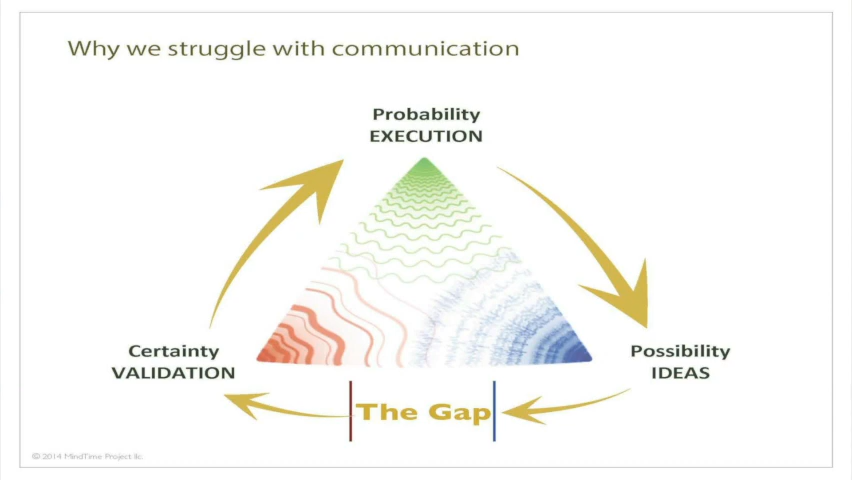 Why we struggle with communication
Probability
EXECUTION
Certainty
VALIDATION
Possibility
IDEAS
The Gap
© 2014 MindTime Project llc.